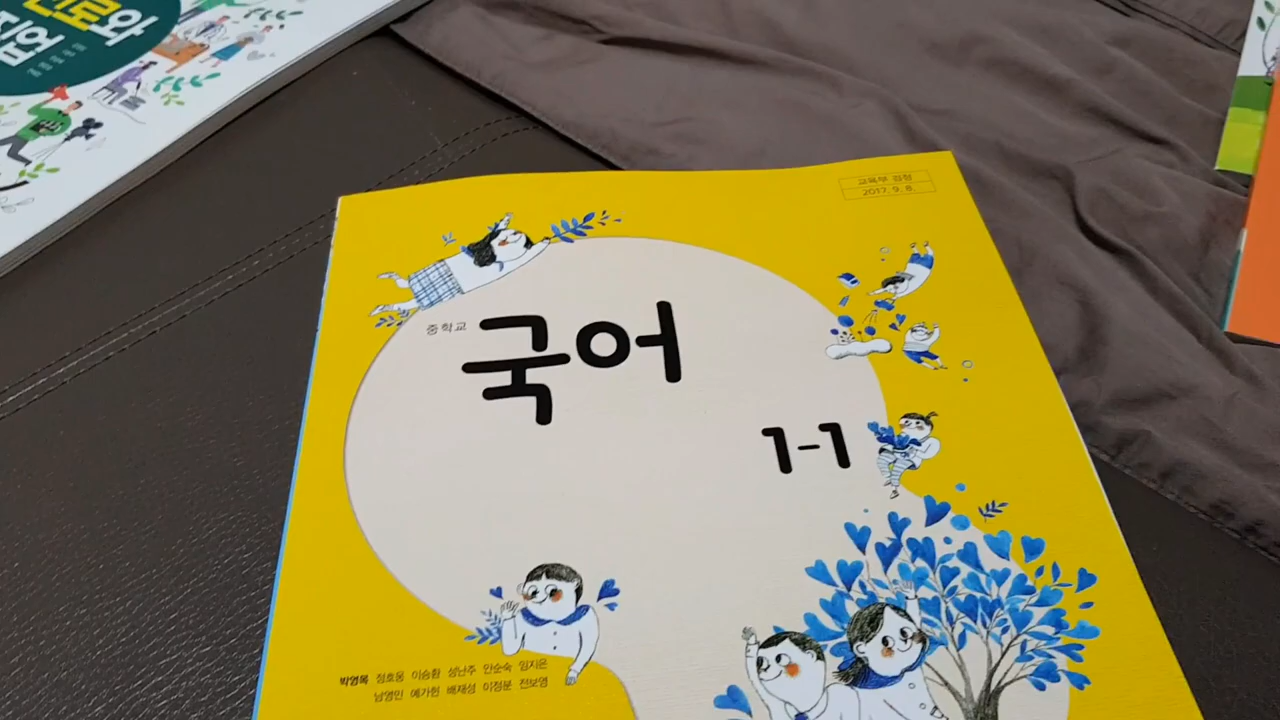 교육부 검정
2017. 9. 8.
중학교
국어
1-1
박영목 정호웅 이승환 성낙주 안순숙 임지은
남영민 예가현 배재성 이정분 전보영